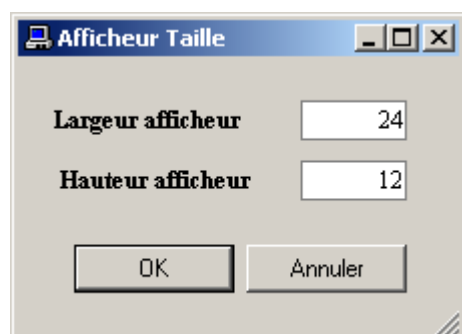 Afficheur Taille
Largeur afficheur 24
Hauteur afficheur 12
OK Annuler